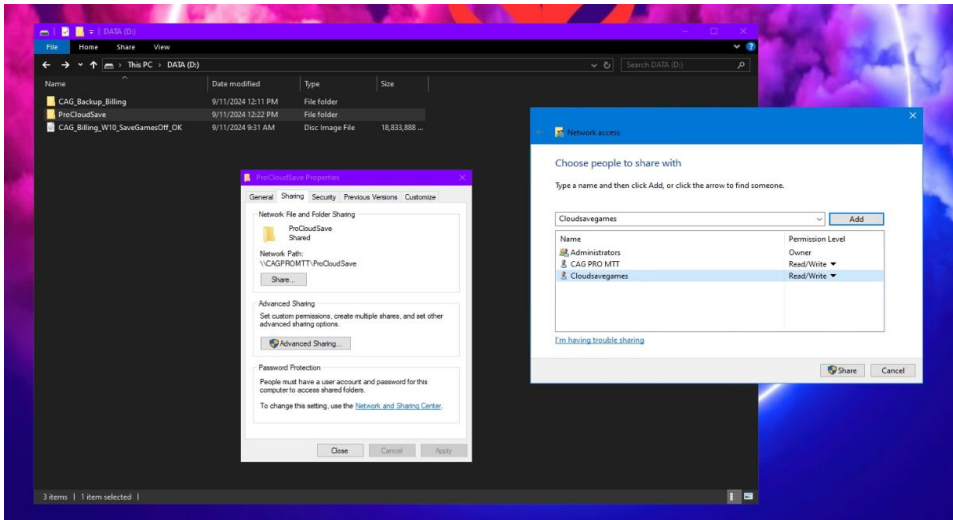 DATA (D:)
File Home Share View
This PC > DATA (D:)
Search DATA (D:)
Name Date modified Type Size
CAG_Backup_Billing 9/11/2024 12:11 PM File folder
ProCloudSave 9/11/2024 12:22 PM File folder
CAG_Billing_W10_SaveGamesOff_OK 9/11/2024 9:31 AM Disc Image File 18,833,888 ...
3 items 1 item selected
ProCloudSave Properties
General Sharing Security Previous Versions Customize
Network File and Folder Sharing
ProCloudSave
Shared
Network Path:
\\CAGPROMTT\ProCloudSave
Share...
Advanced Sharing
Set custom permissions, create multiple shares, and set other
advanced sharing options.
Advanced Sharing...
Password Protection
People must have a user account and password for this
computer to access shared folders.
To change this setting, use the Network and Sharing Center.
Close Cancel Apply
Network access
Choose people to share with
Type a name and then click Add, or click the arrow to find someone.
Cloudsavegames Add
Name Permission Level
Administrators Owner
CAG PRO MTT Read/Write
Cloudsavegames Read/Write
I'm having trouble sharing
Share Cancel